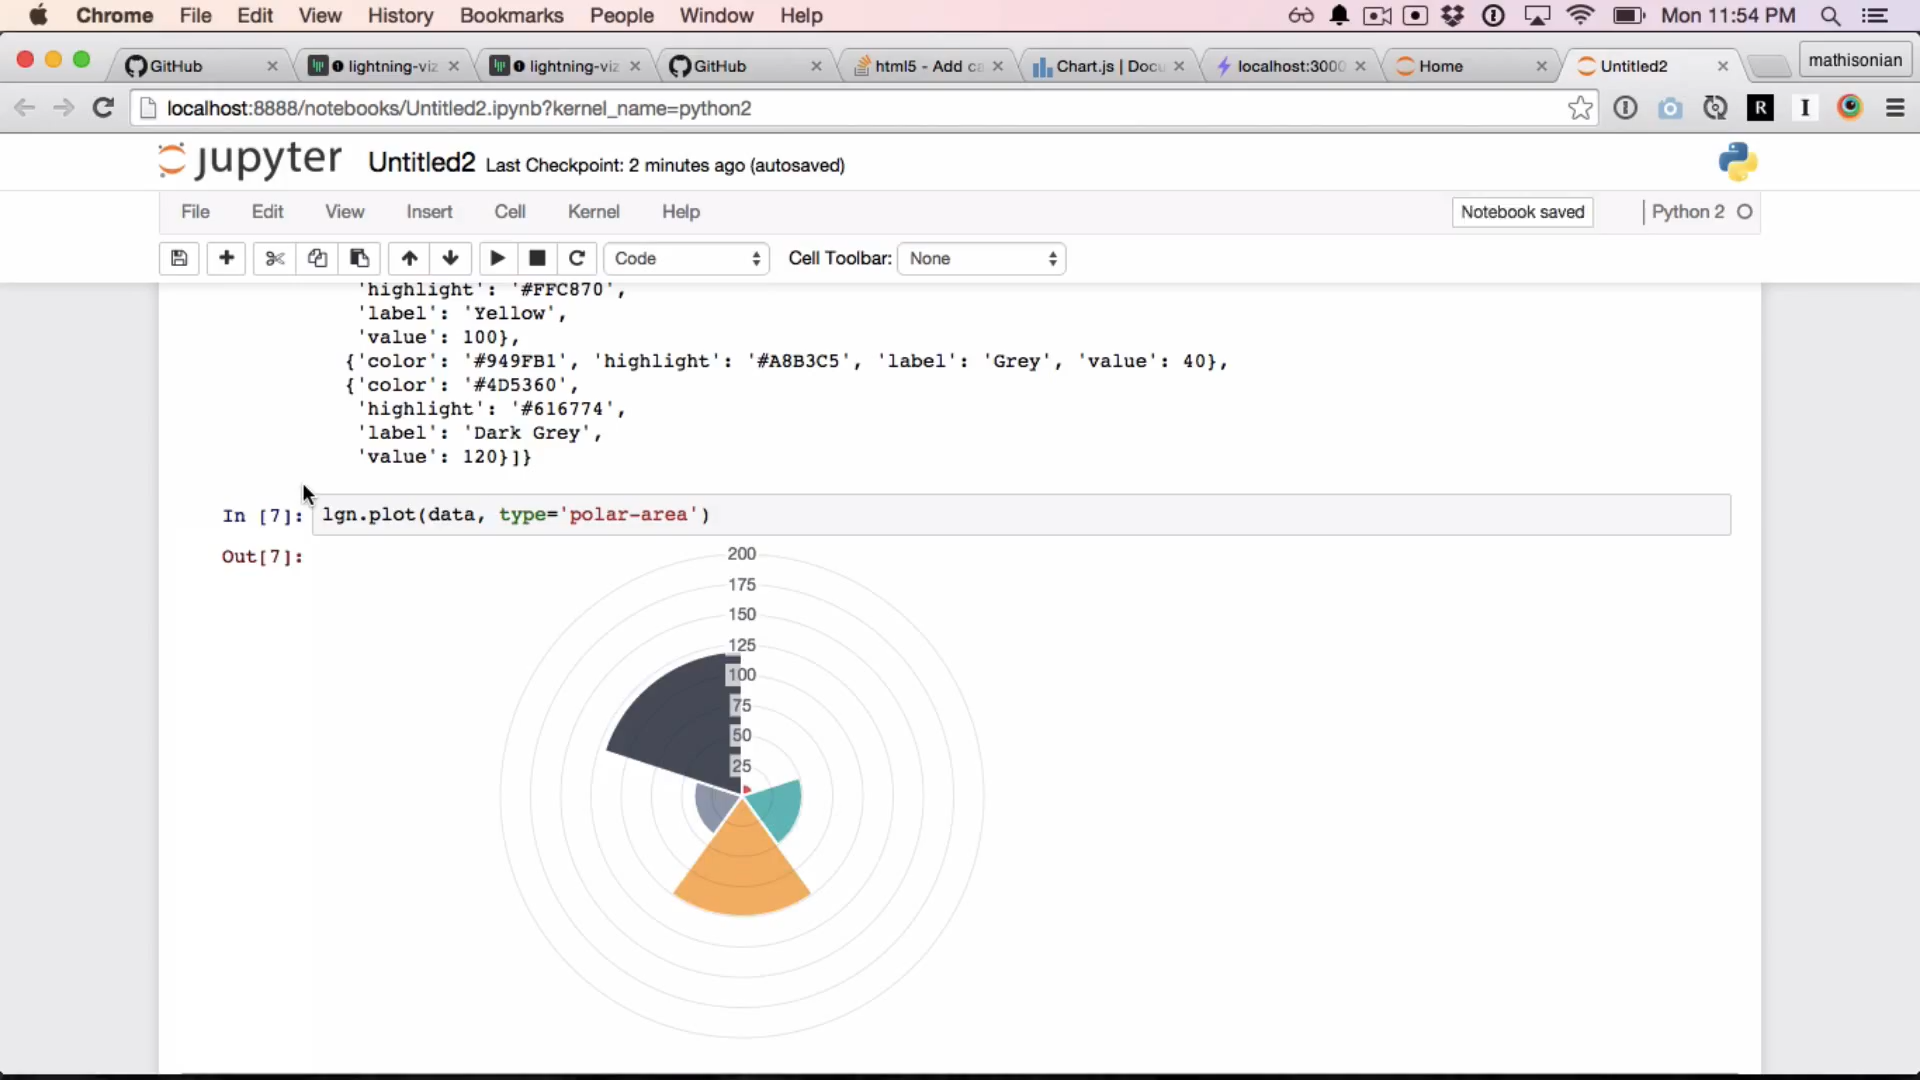 Chrome File Edit View History Bookmarks People Window Help Mon 11:54 PM
GitHub lightning-viz lightning-viz GitHub html5 - Add ca Chart.js | Docu localhost:3000 Home Untitled2 mathisonian
localhost:8888/notebooks/Untitled2.ipynb?kernel_name=python2
jupyter Untitled2 Last Checkpoint: 2 minutes ago (autosaved)
File Edit View Insert Cell Kernel Help Notebook saved Python 2
Code Cell Toolbar: None
'highlight': '#FFC870',
'label': 'Yellow',
'value': 100},
{'color': '#949FB1', 'highlight': '#A8B3C5', 'label': 'Grey', 'value': 40},
{'color': '#4D5360',
'highlight': '#616774',
'label': 'Dark Grey',
'value': 120}]}
In [7]: lgn.plot(data, type='polar-area')
Out[7]:
200
175
150
125
100
75
50
25